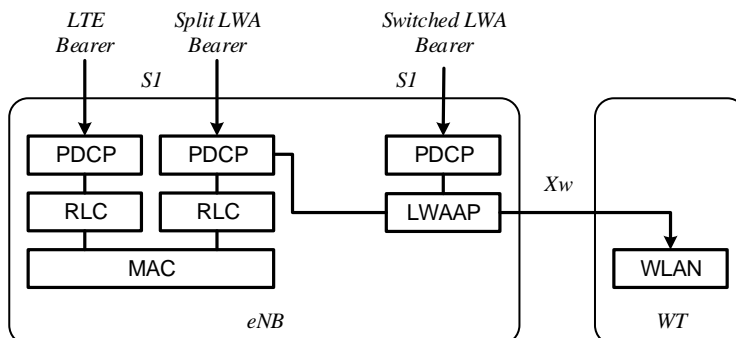 LTE
Bearer
Split LWA
Bearer
Switched LWA
Bearer
S1
S1
PDCP
PDCP
PDCP
Xw
RLC
RLC
LWAAP
MAC
WLAN
eNB
WT